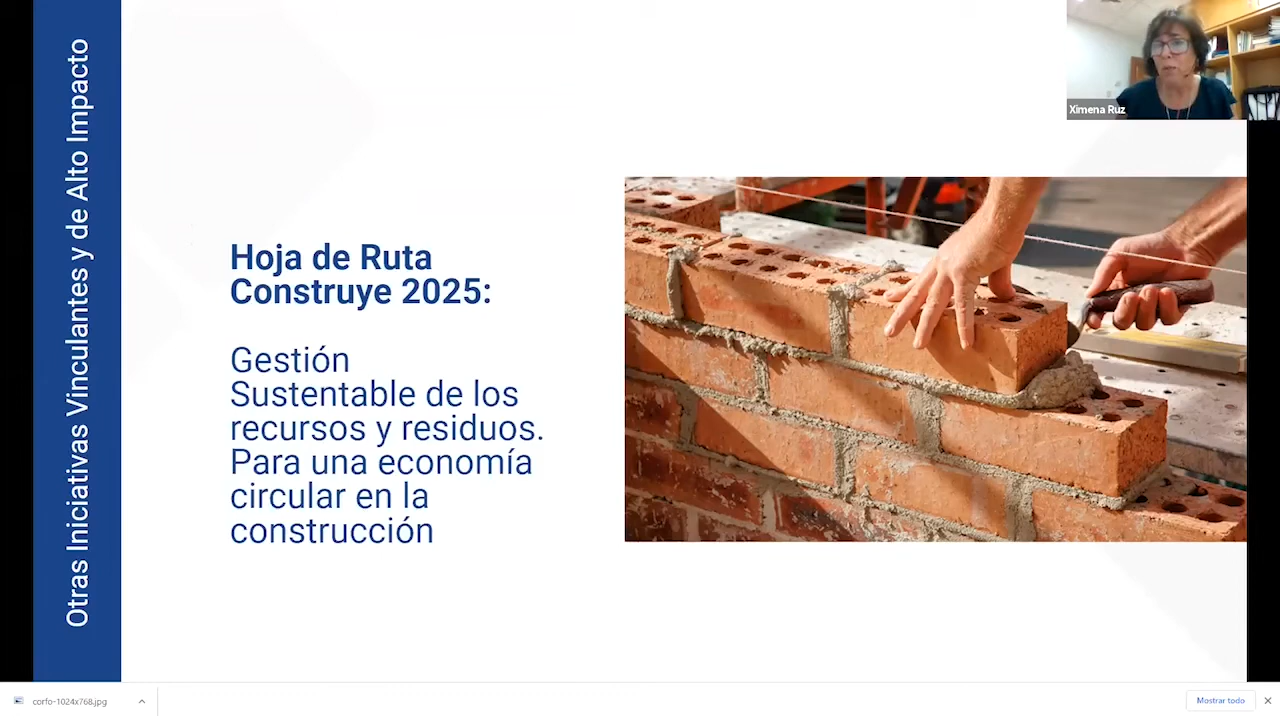 Otras Iniciativas Vinculantes y de Alto Impacto
Hoja de Ruta
Construye 2025:
Gestión
Sustentable de los
recursos y residuos.
Para una economía
circular en la
construcción
Ximena Ruz
corfo-1024x768.jpg
Mostrar todo